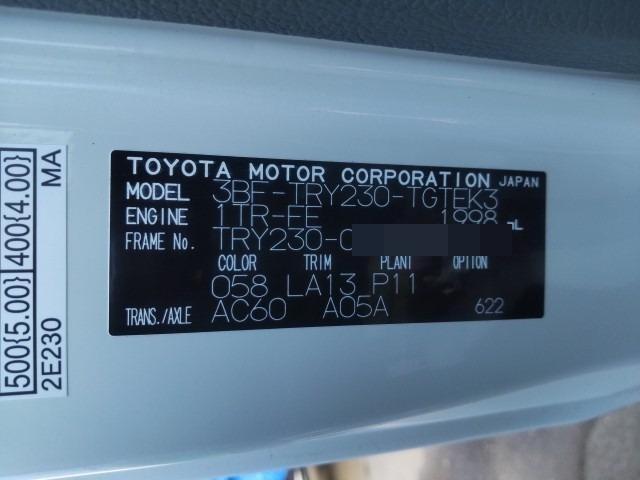 TOYOTA MOTOR CORPORATION JAPAN
MODEL 3BF-TRY230-TGTEK3
ENGINE 1TR-FE 1998
FRAME No. TRY230-0
COLOR TRIM PLANT OPTION
058 LA13 P11
TRANS./AXLE AC60 A05A 622
500{5.00} 400{4.00}
2E230 MA